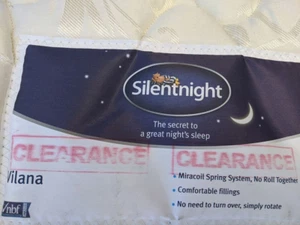 Silentnight
The secret to
a great night's sleep
CLEARANCE CLEARANCE
Vilana
• Miracoil Spring System, No Roll Together
• Comfortable fillings
• No need to turn over, simply rotate
nbf